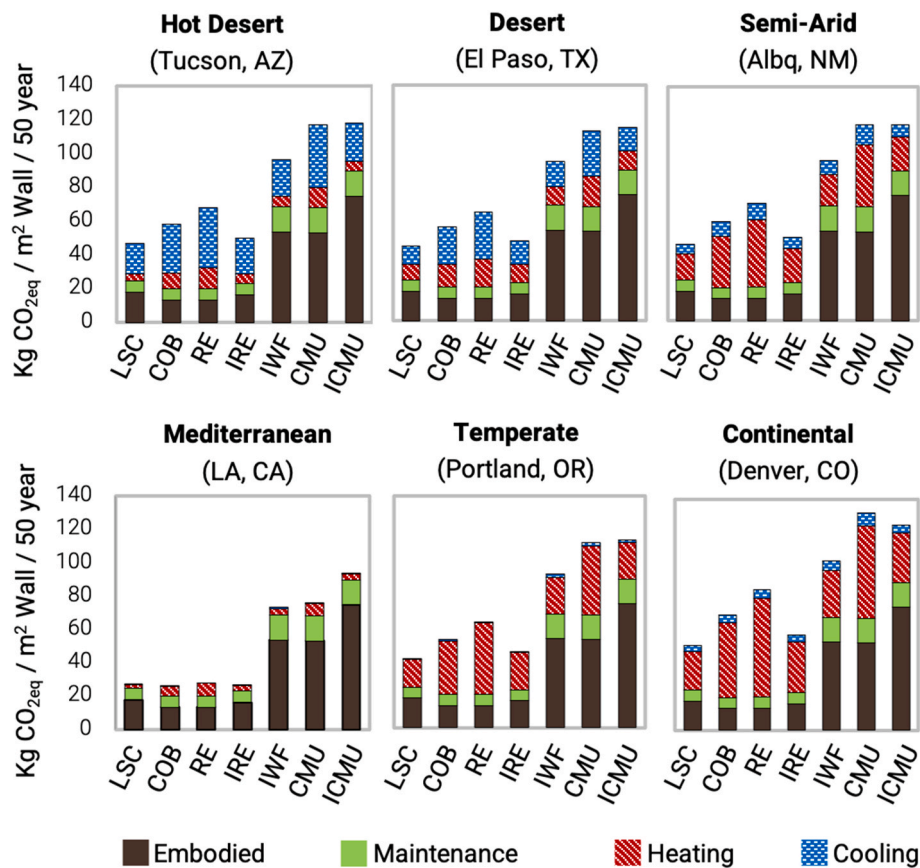 Hot Desert
(Tucson, AZ)
Desert
(El Paso, TX)
Semi-Arid
(Albq, NM)
Kg CO2eq / m² Wall / 50 year
140
120
100
80
60
40
20
0
LSC COB RE IRE IWF CMU ICMU
LSC COB RE IRE IWF CMU ICMU
LSC COB RE IRE IWF CMU ICMU
Mediterranean
(LA, CA)
Temperate
(Portland, OR)
Continental
(Denver, CO)
Kg CO2eq / m² Wall / 50 year
140
120
100
80
60
40
20
0
LSC COB RE IRE IWF CMU ICMU
LSC COB RE IRE IWF CMU ICMU
LSC COB RE IRE IWF CMU ICMU
Embodied Maintenance Heating Cooling